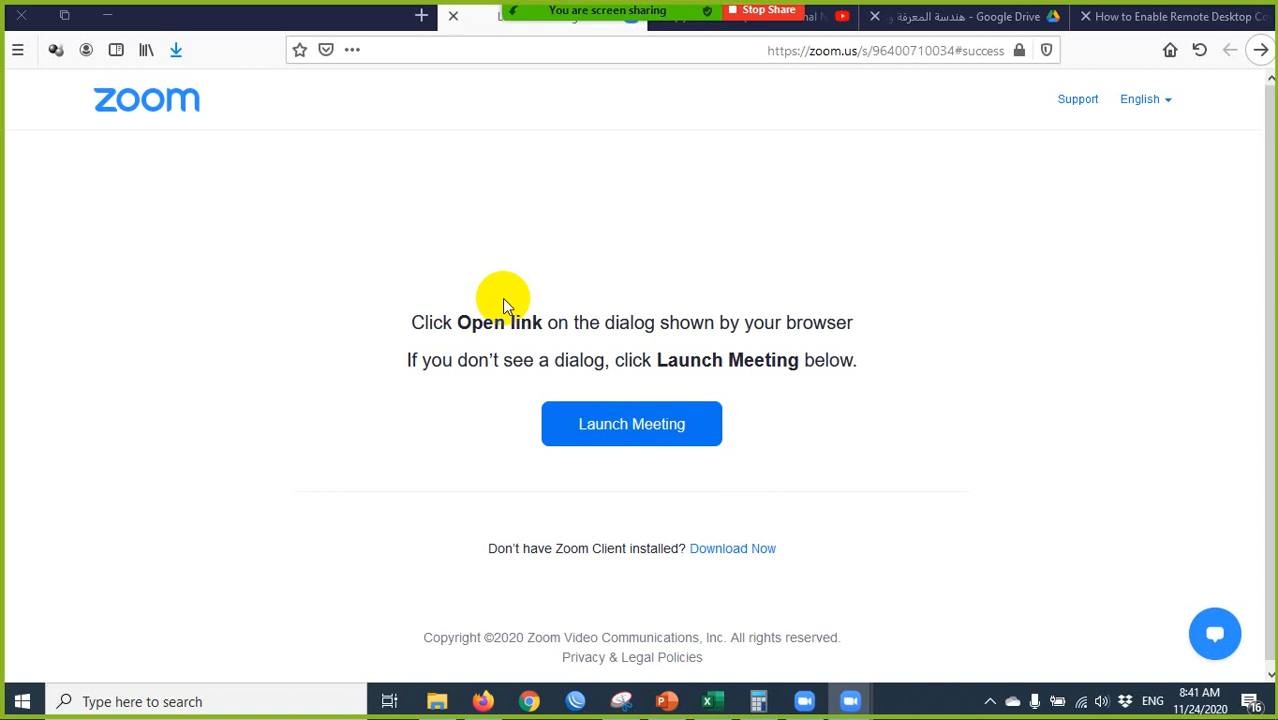 You are screen sharing
Stop Share
هندسة المعرفة و - Google Drive
How to Enable Remote Desktop Co
https://zoom.us/s/96400710034#success
zoom
Support
English
Click Open link on the dialog shown by your browser
If you don’t see a dialog, click Launch Meeting below.
Launch Meeting
Don’t have Zoom Client installed? Download Now
Copyright ©2020 Zoom Video Communications, Inc. All rights reserved.
Privacy & Legal Policies
Type here to search
ENG
8:41 AM
11/24/2020
16